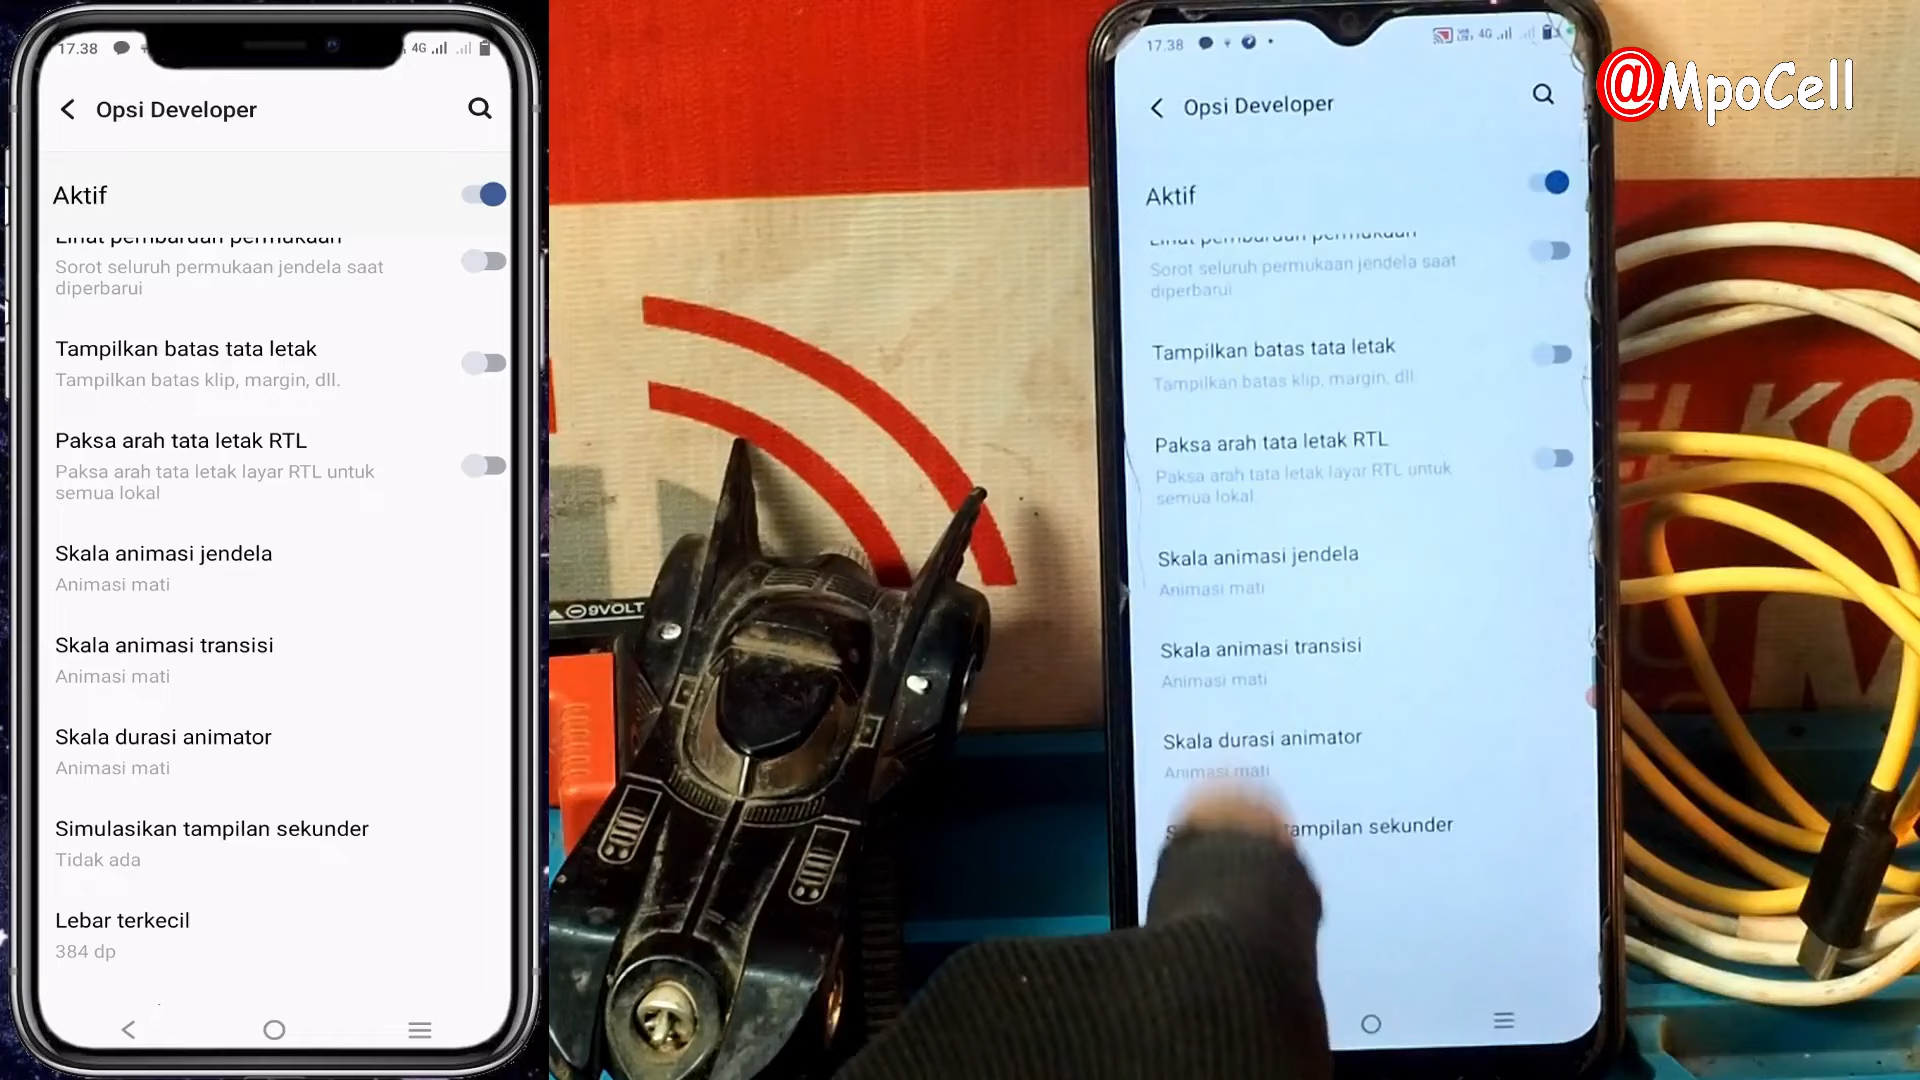 17.38
4G
Opsi Developer
Aktif
Lihat pembaruan permukaan
Sorot seluruh permukaan jendela saat
diperbarui
Tampilkan batas tata letak
Tampilkan batas klip, margin, dll.
Paksa arah tata letak RTL
Paksa arah tata letak layar RTL untuk
semua lokal
Skala animasi jendela
Animasi mati
Skala animasi transisi
Animasi mati
Skala durasi animator
Animasi mati
Simulasikan tampilan sekunder
Tidak ada
Lebar terkecil
384 dp
9VOLT
17.38
4G
Opsi Developer
Aktif
Lihat pembaruan permukaan
Sorot seluruh permukaan jendela saat
diperbarui
Tampilkan batas tata letak
Tampilkan batas klip, margin, dll.
Paksa arah tata letak RTL
Paksa arah tata letak layar RTL untuk
semua lokal
Skala animasi jendela
Animasi mati
Skala animasi transisi
Animasi mati
Skala durasi animator
Animasi mati
tampilan sekunder
@MpoCell
ELKO